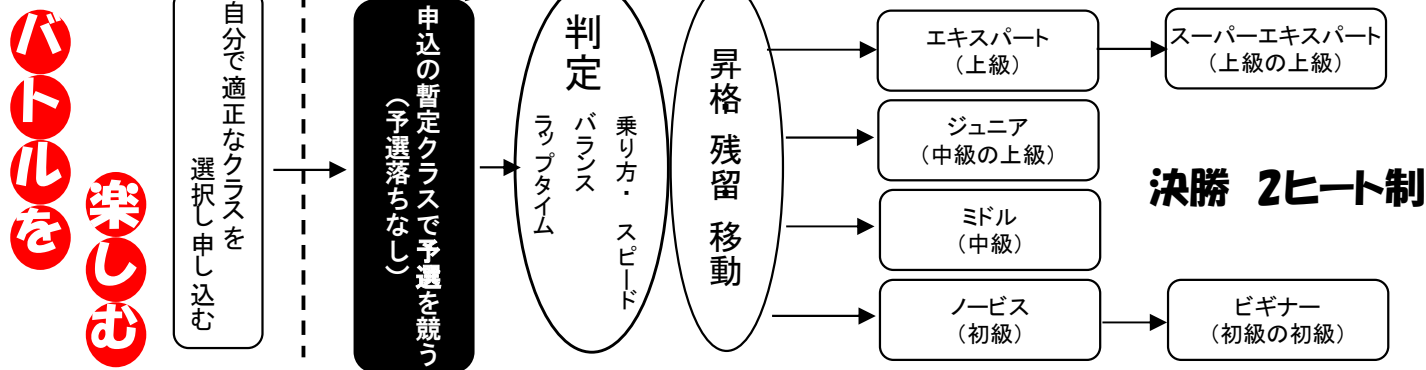 バトルを
楽しむ
自分で適正なクラスを
選択し申し込む
申込の暫定クラスで予選を競う
(予選落ちなし)
判定
乗り方・スピード
バランス
ラップタイム
昇格 残留 移動
エキスパート
(上級)
スーパーエキスパート
(上級の上級)
ジュニア
(中級の上級)
ミドル
(中級)
ノービス
(初級)
ビギナー
(初級の初級)
決勝 2ヒート制